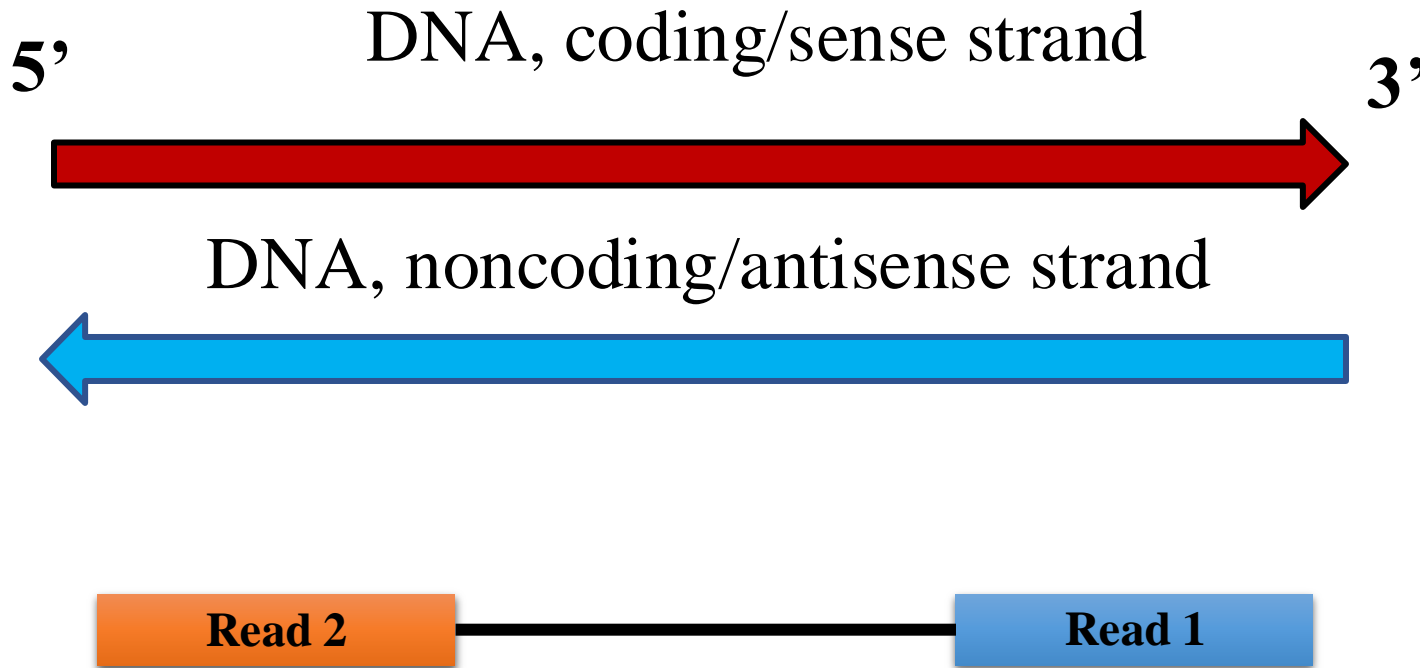 DNA, coding/sense strand
5’
3’
DNA, noncoding/antisense strand
Read 2
Read 1